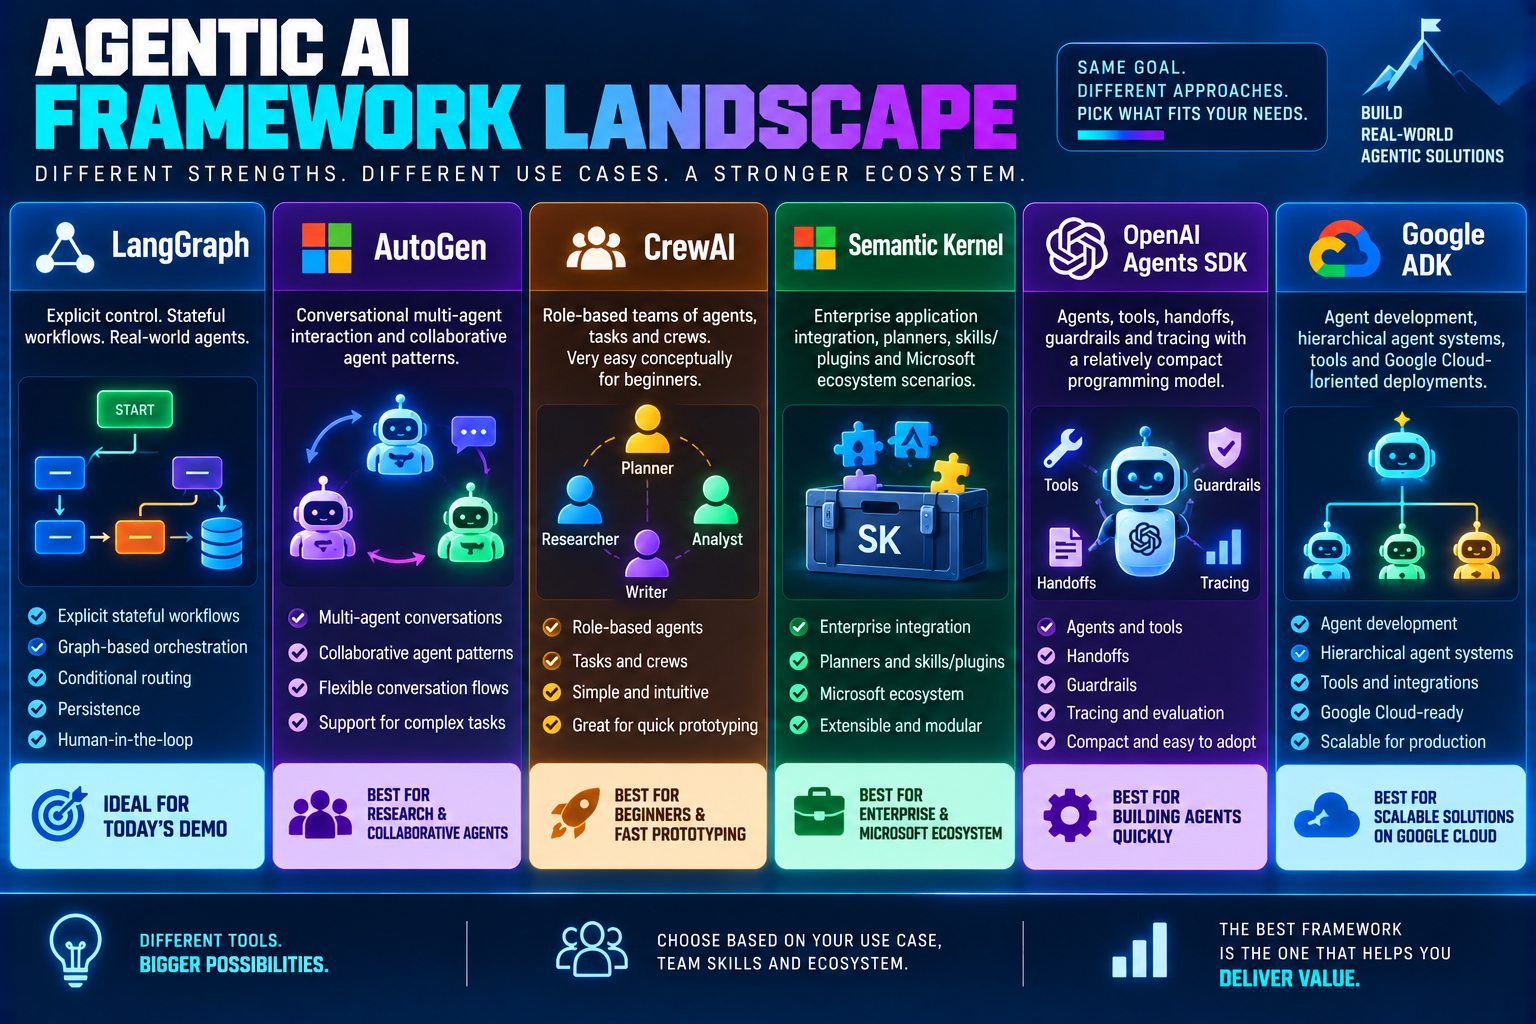 AGENTIC AI
FRAMEWORK LANDSCAPE
DIFFERENT STRENGTHS. DIFFERENT USE CASES. A STRONGER ECOSYSTEM.
SAME GOAL.
DIFFERENT APPROACHES.
PICK WHAT FITS YOUR NEEDS.
BUILD
REAL-WORLD
AGENTIC SOLUTIONS
LangGraph
Explicit control. Stateful
workflows. Real-world agents.
START
Explicit stateful workflows
Graph-based orchestration
Conditional routing
Persistence
Human-in-the-loop
IDEAL FOR
TODAY'S DEMO
AutoGen
Conversational multi-agent
interaction and collaborative
agent patterns.
Multi-agent conversations
Collaborative agent patterns
Flexible conversation flows
Support for complex tasks
BEST FOR
RESEARCH &
COLLABORATIVE AGENTS
CrewAI
Role-based teams of agents,
tasks and crews.
Very easy conceptually
for beginners.
Planner
Researcher
Analyst
Writer
Role-based agents
Tasks and crews
Simple and intuitive
Great for quick prototyping
BEST FOR
BEGINNERS &
FAST PROTOTYPING
Semantic Kernel
Enterprise application
integration, planners, skills/
plugins and Microsoft
ecosystem scenarios.
SK
Enterprise integration
Planners and skills/plugins
Microsoft ecosystem
Extensible and modular
BEST FOR
ENTERPRISE &
MICROSOFT ECOSYSTEM
OpenAI
Agents SDK
Agents, tools, handoffs,
guardrails and tracing with
a relatively compact
programming model.
Tools
Guardrails
Handoffs
Tracing
Agents and tools
Handoffs
Guardrails
Tracing and evaluation
Compact and easy to adopt
BEST FOR
BUILDING AGENTS
QUICKLY
Google
ADK
Agent development,
hierarchical agent systems,
tools and Google Cloud-
oriented deployments.
Agent development
Hierarchical agent systems
Tools and integrations
Google Cloud-ready
Scalable for production
BEST FOR
SCALABLE SOLUTIONS
ON GOOGLE CLOUD
DIFFERENT TOOLS.
BIGGER POSSIBILITIES.
CHOOSE BASED ON YOUR USE CASE,
TEAM SKILLS AND ECOSYSTEM.
THE BEST FRAMEWORK
IS THE ONE THAT HELPS YOU
DELIVER VALUE.